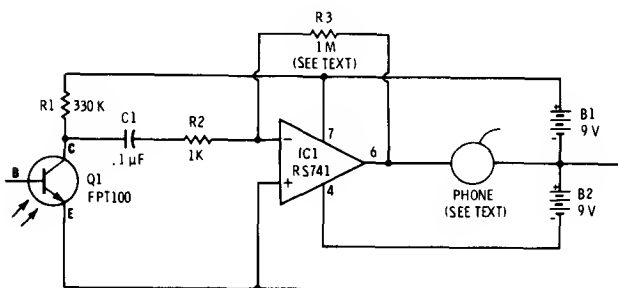 R3
1M
(SEE TEXT)
R1 330 K
C1
.1 µF
R2
1K
C
B
E
Q1
FPT100
−
+
7
6
4
IC1
RS741
PHONE
(SEE TEXT)
+
B1
9 V
−
+
B2
9 V
−